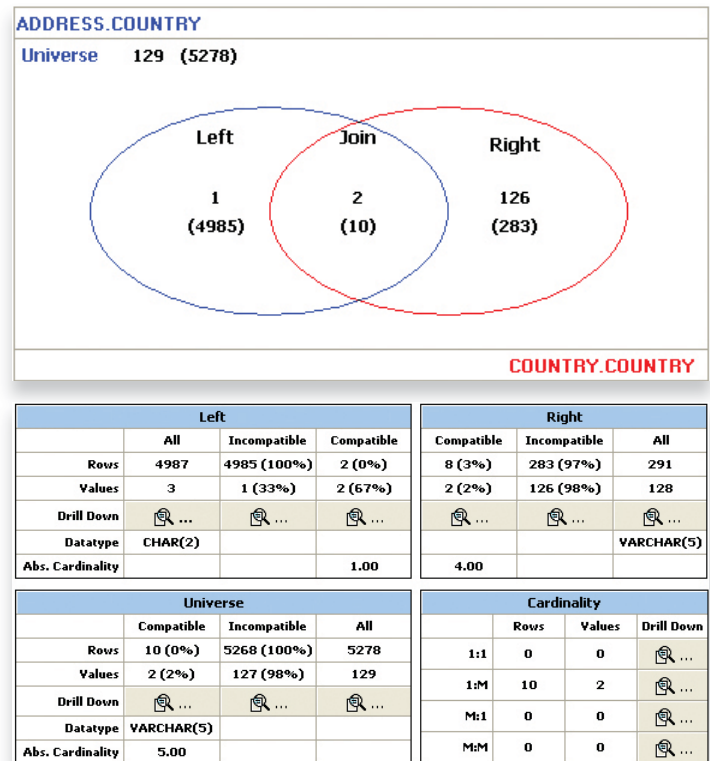 ADDRESS.COUNTRY
Universe 129 (5278)
Left Join Right
1 2 126
(4985) (10) (283)
COUNTRY.COUNTRY
Left
All Incompatible Compatible
Rows 4987 4985 (100%) 2 (0%)
Values 3 1 (33%) 2 (67%)
Drill Down ... ... ...
Datatype CHAR(2)
Abs. Cardinality 1.00
Right
Compatible Incompatible All
8 (3%) 283 (97%) 291
2 (2%) 126 (98%) 128
... ... ...
VARCHAR(5)
4.00
Universe
Compatible Incompatible All
Rows 10 (0%) 5268 (100%) 5278
Values 2 (2%) 127 (98%) 129
Drill Down ... ... ...
Datatype VARCHAR(5)
Abs. Cardinality 5.00
Cardinality
Rows Values Drill Down
1:1 0 0 ...
1:M 10 2 ...
M:1 0 0 ...
M:M 0 0 ...